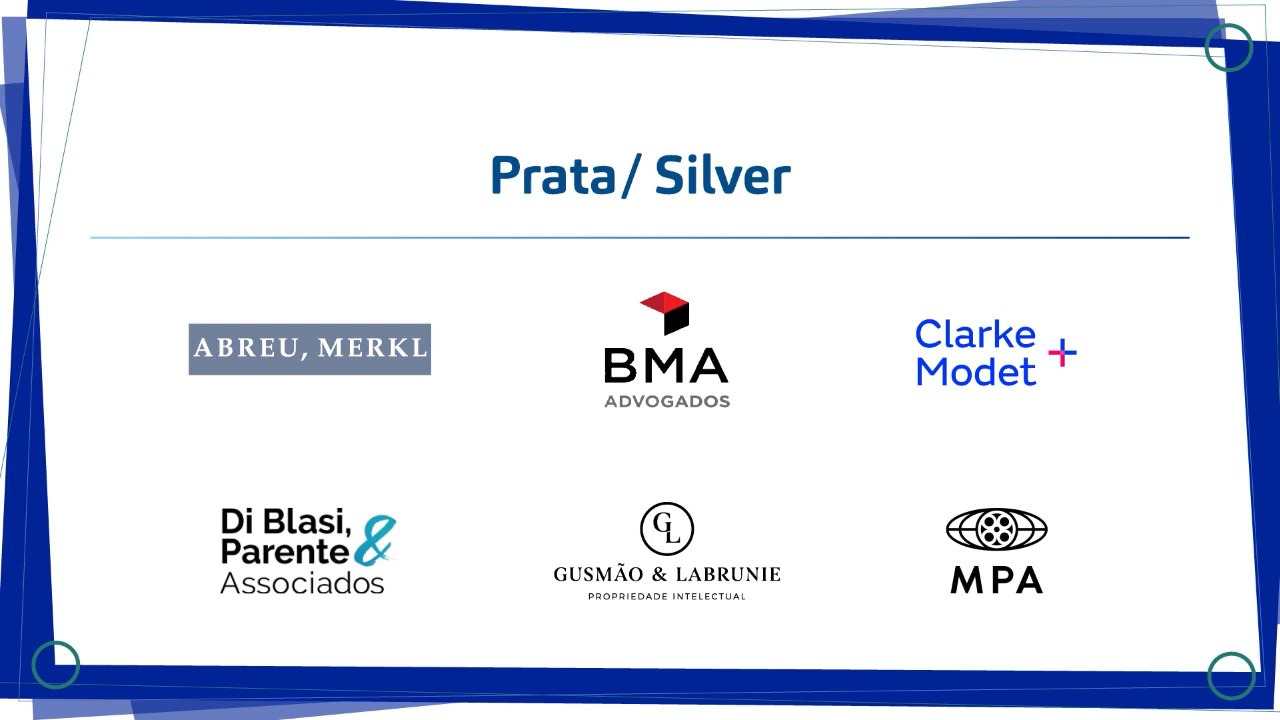 Prata/ Silver
ABREU, MERKL
BMA
ADVOGADOS
Clarke
Modet
Di Blasi,
Parente &
Associados
GL
GUSMÃO & LABRUNIE
PROPRIEDADE INTELECTUAL
MPA